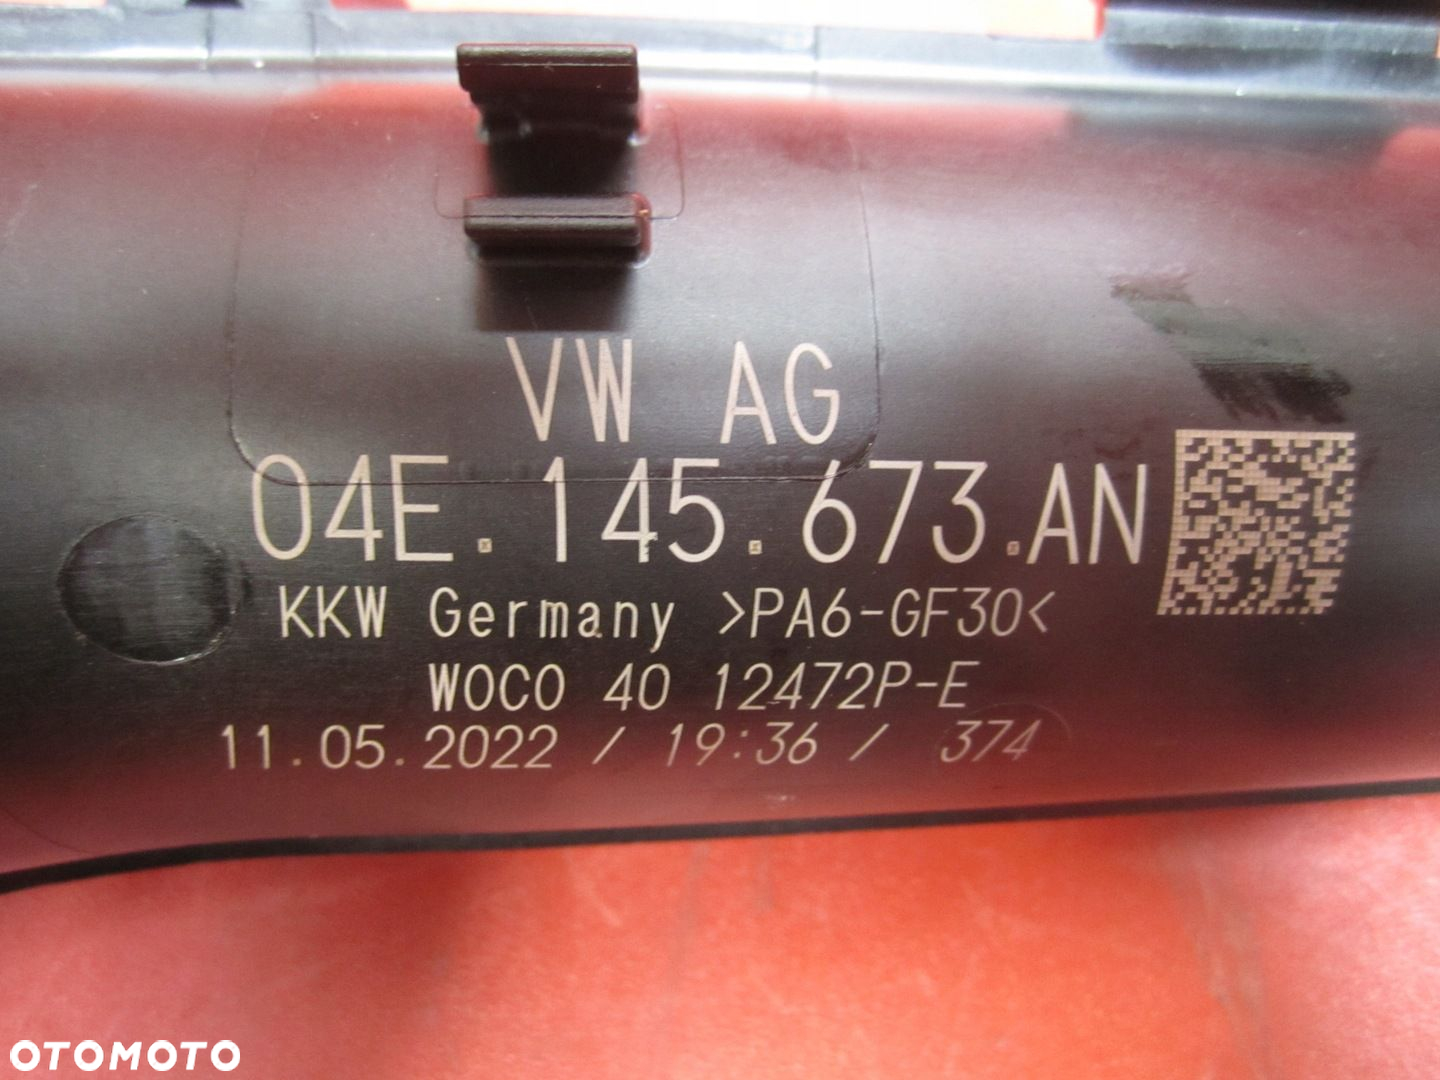 VW AG
04E.145.673.AN
KKW Germany >PA6-GF30<
WOCO 40 12472P-E
11.05.2022 / 19:36 / 374
OTOMOTO